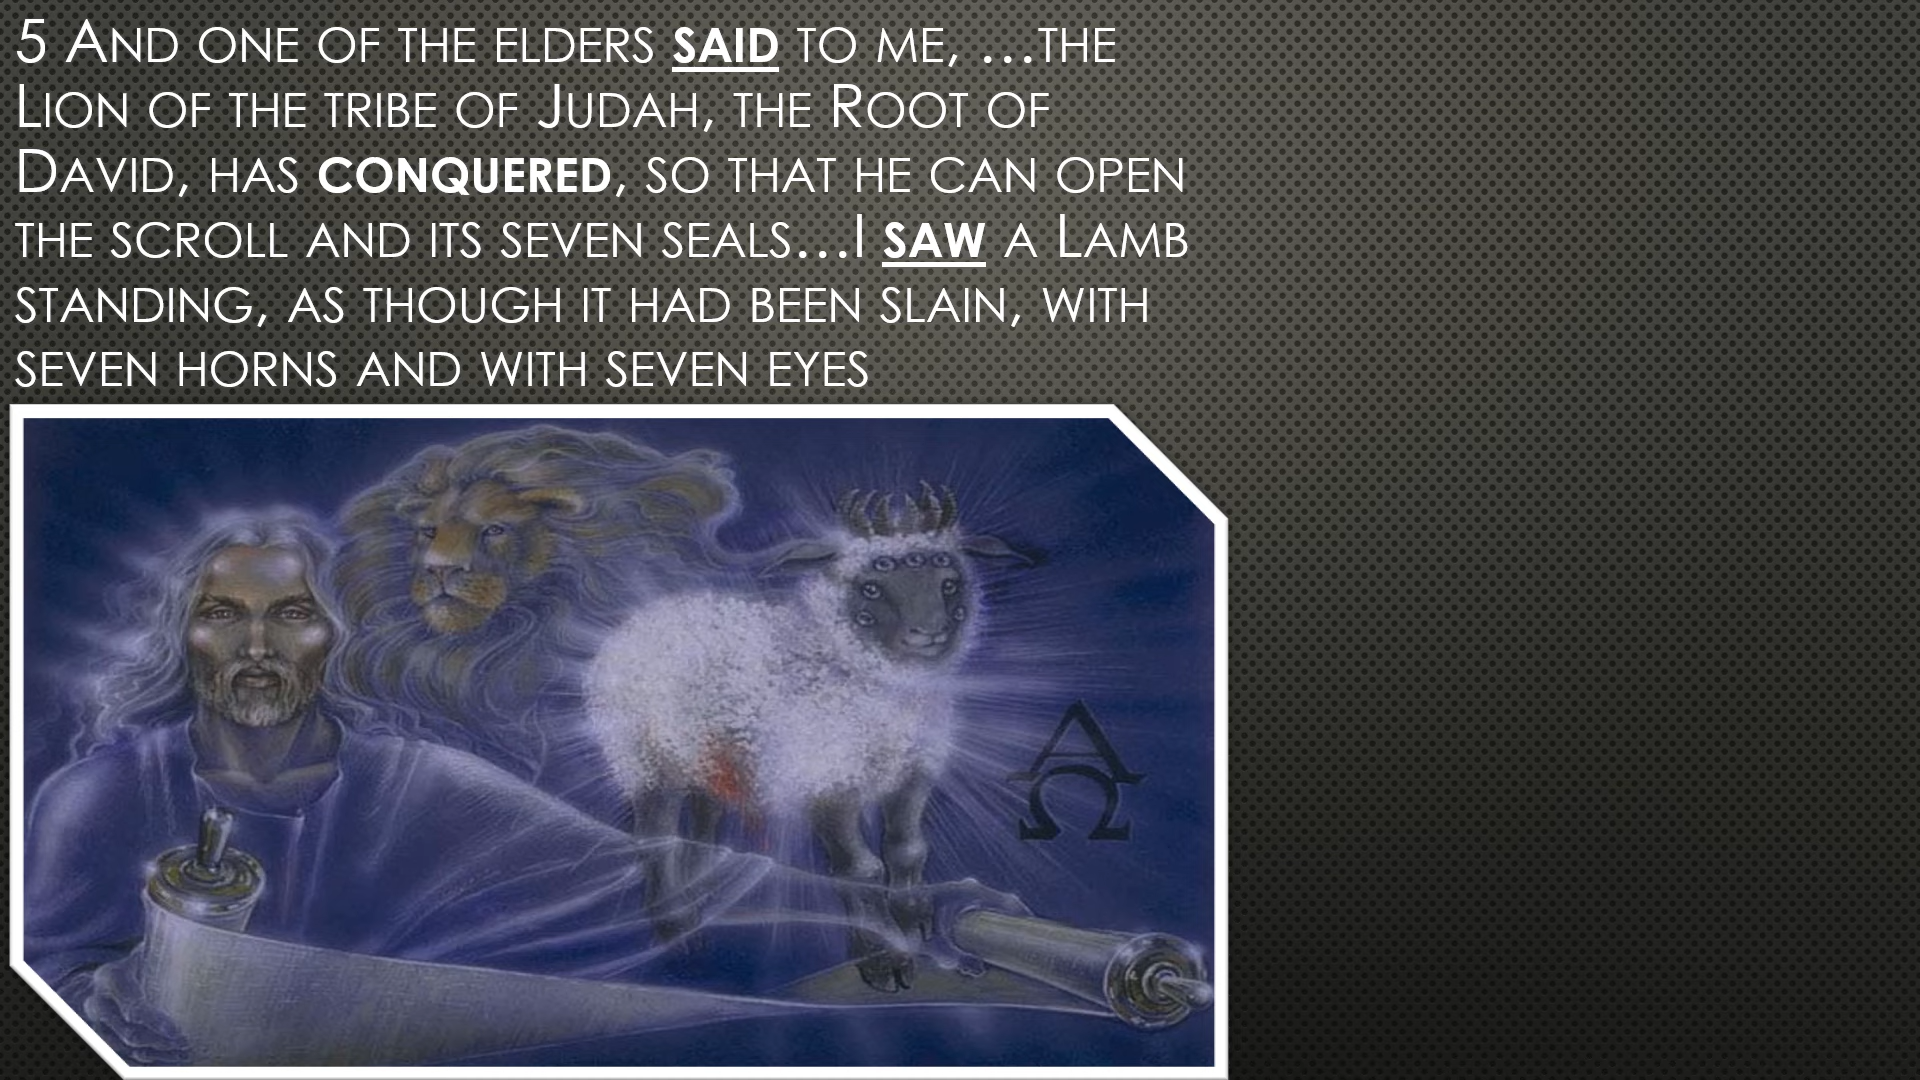 5 And one of the elders said to me, …the
Lion of the tribe of Judah, the Root of
David, has conquered, so that he can open
the scroll and its seven seals…I saw a Lamb
standing, as though it had been slain, with
seven horns and with seven eyes
Α
Ω